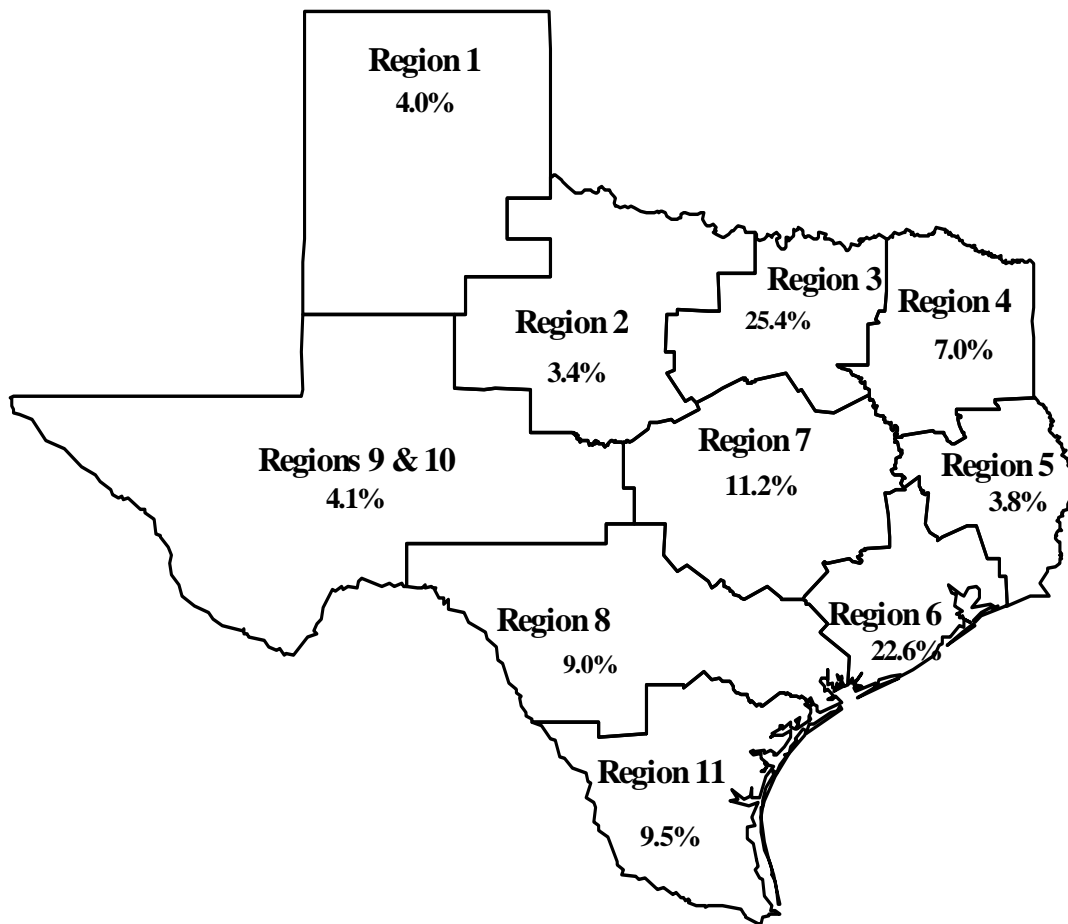 Region 1
4.0%
Region 2
3.4%
Region 3
25.4%
Region 4
7.0%
Regions 9 & 10
4.1%
Region 7
11.2%
Region 5
3.8%
Region 8
9.0%
Region 6
22.6%
Region 11
9.5%